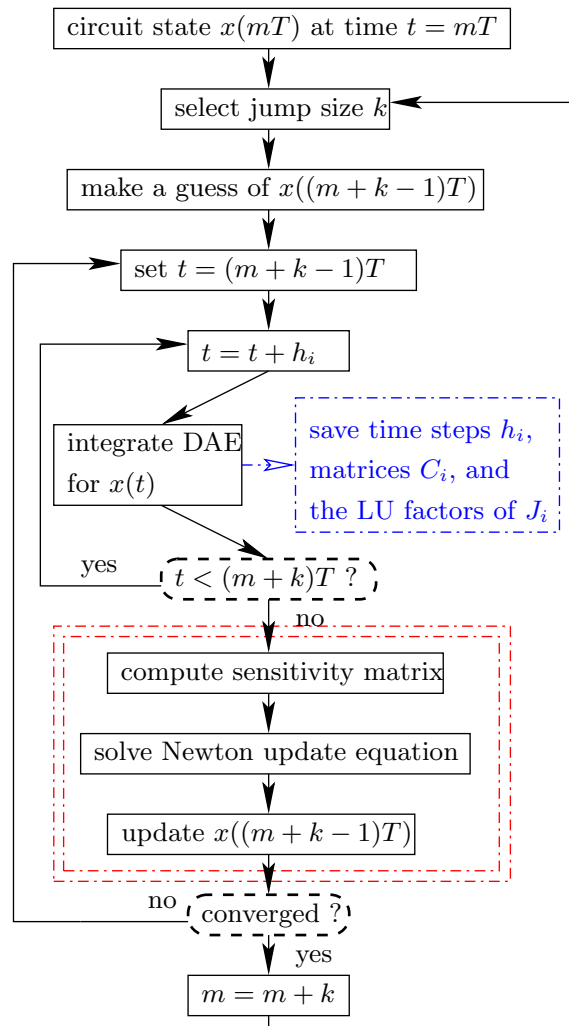 circuit state x(mT) at time t = mT
select jump size k
make a guess of x((m + k − 1)T)
set t = (m + k − 1)T
t = t + h_i
integrate DAE
for x(t)
save time steps h_i,
matrices C_i, and
the LU factors of J_i
yes
t < (m + k)T ?
no
compute sensitivity matrix
solve Newton update equation
update x((m + k − 1)T)
no
converged ?
yes
m = m + k